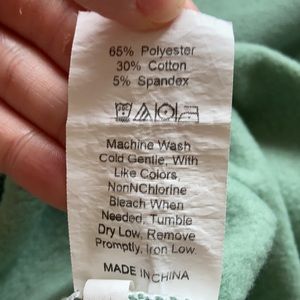 65% Polyester
30% Cotton
5% Spandex
Machine Wash
Cold Gentle, With
Like Colors,
NonNChlorine
Bleach When
Needed, Tumble
Dry Low, Remove
Promptly, Iron Low.
MADE IN CHINA